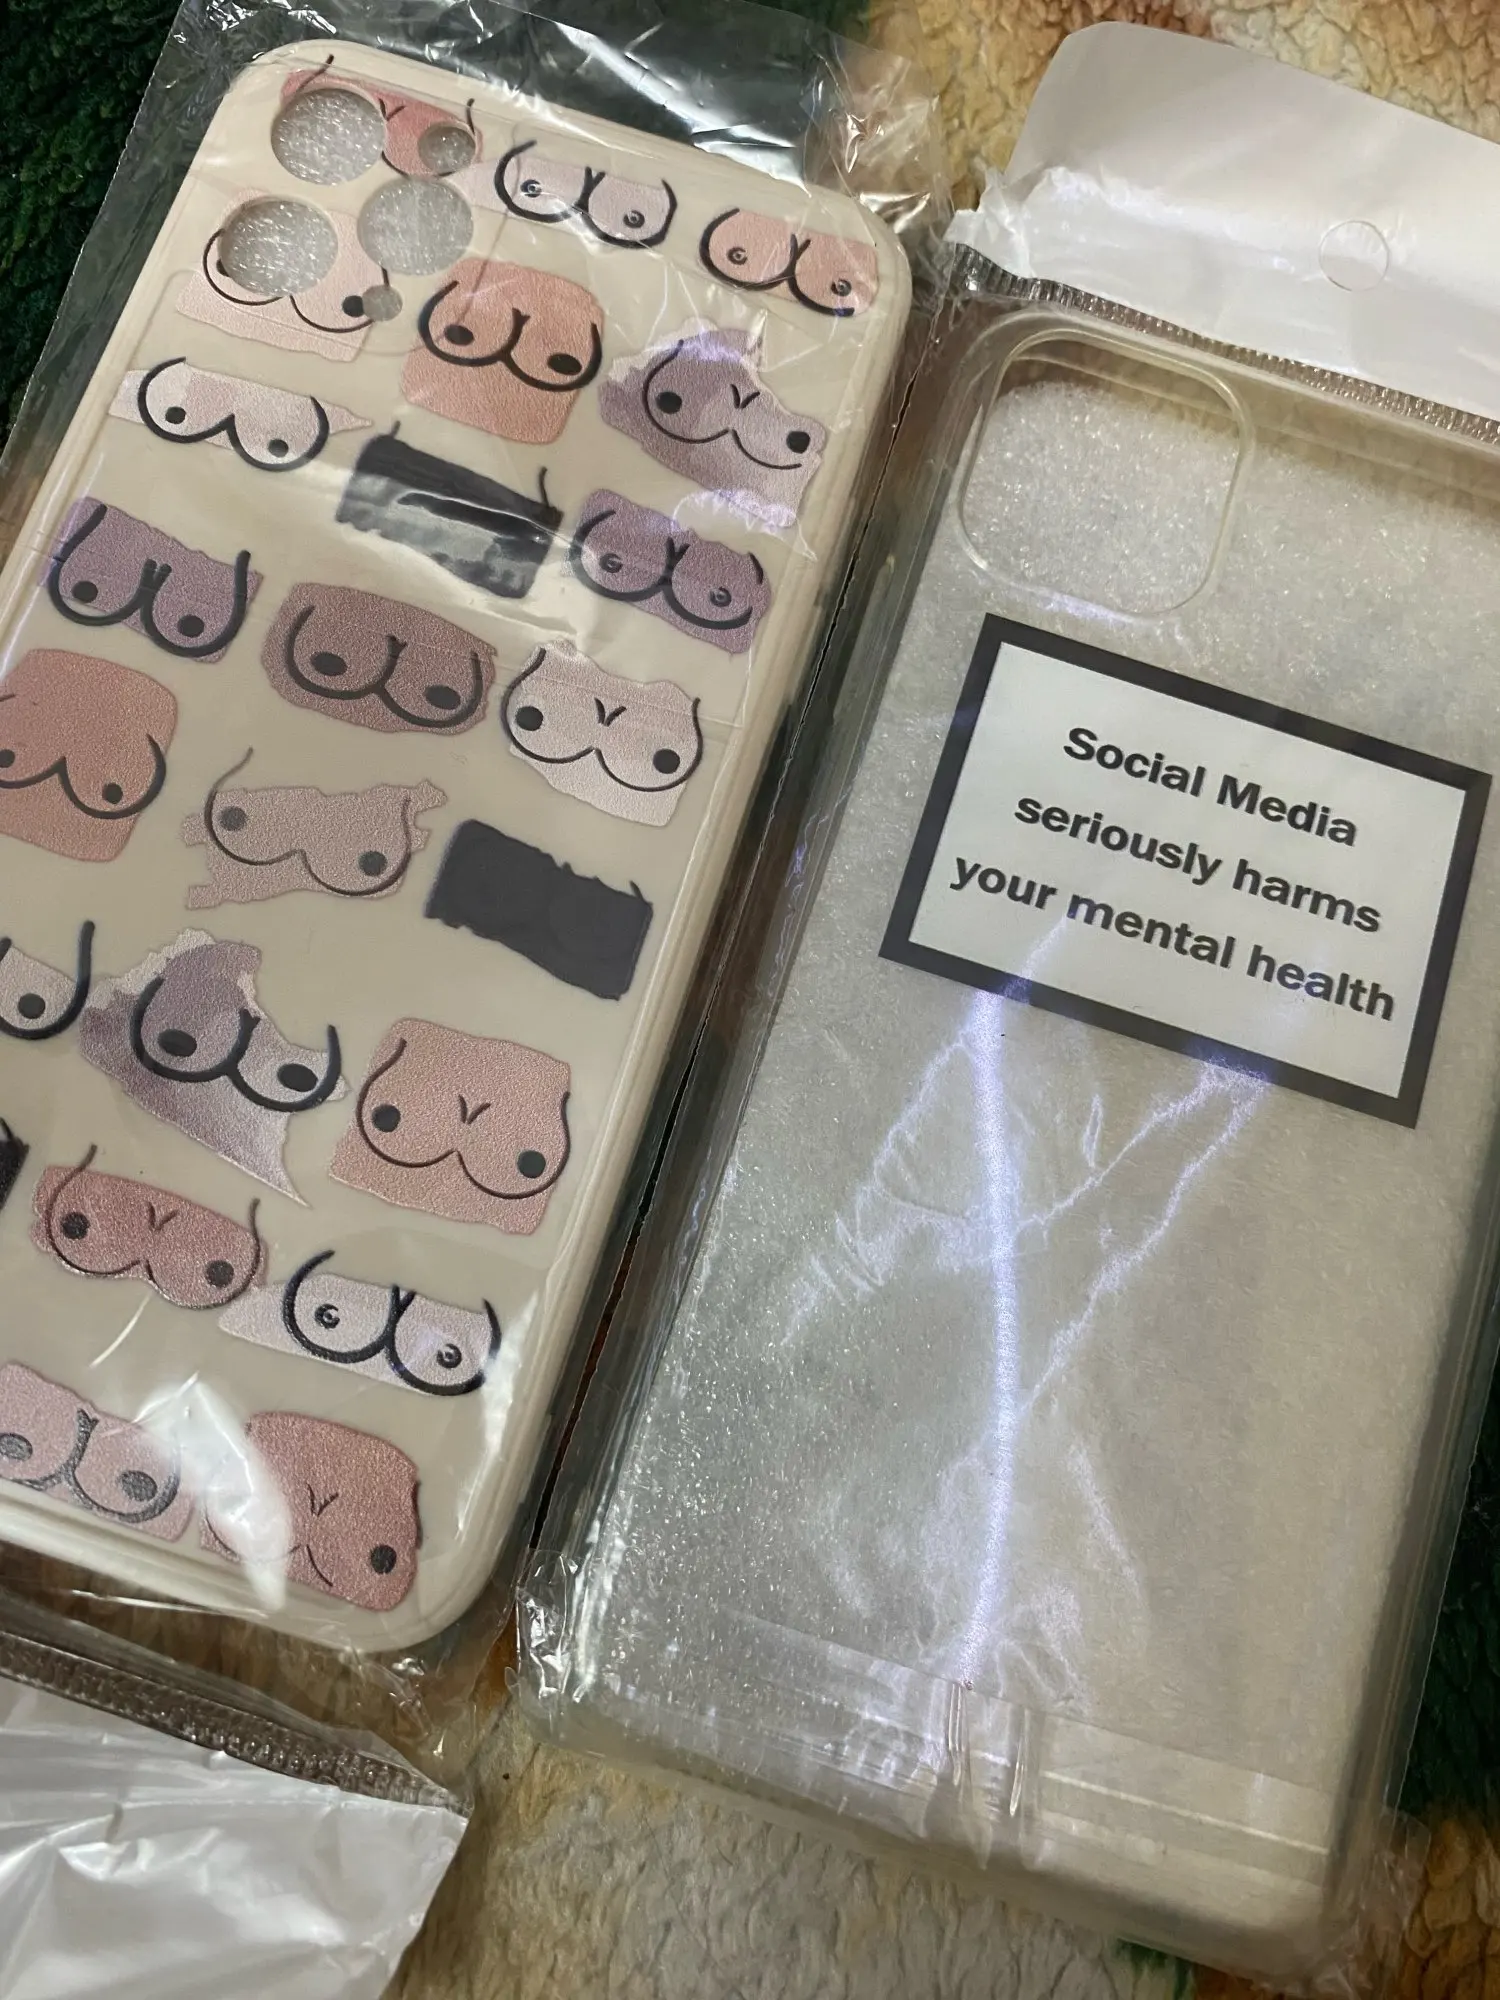 Social Media
seriously harms
your mental health